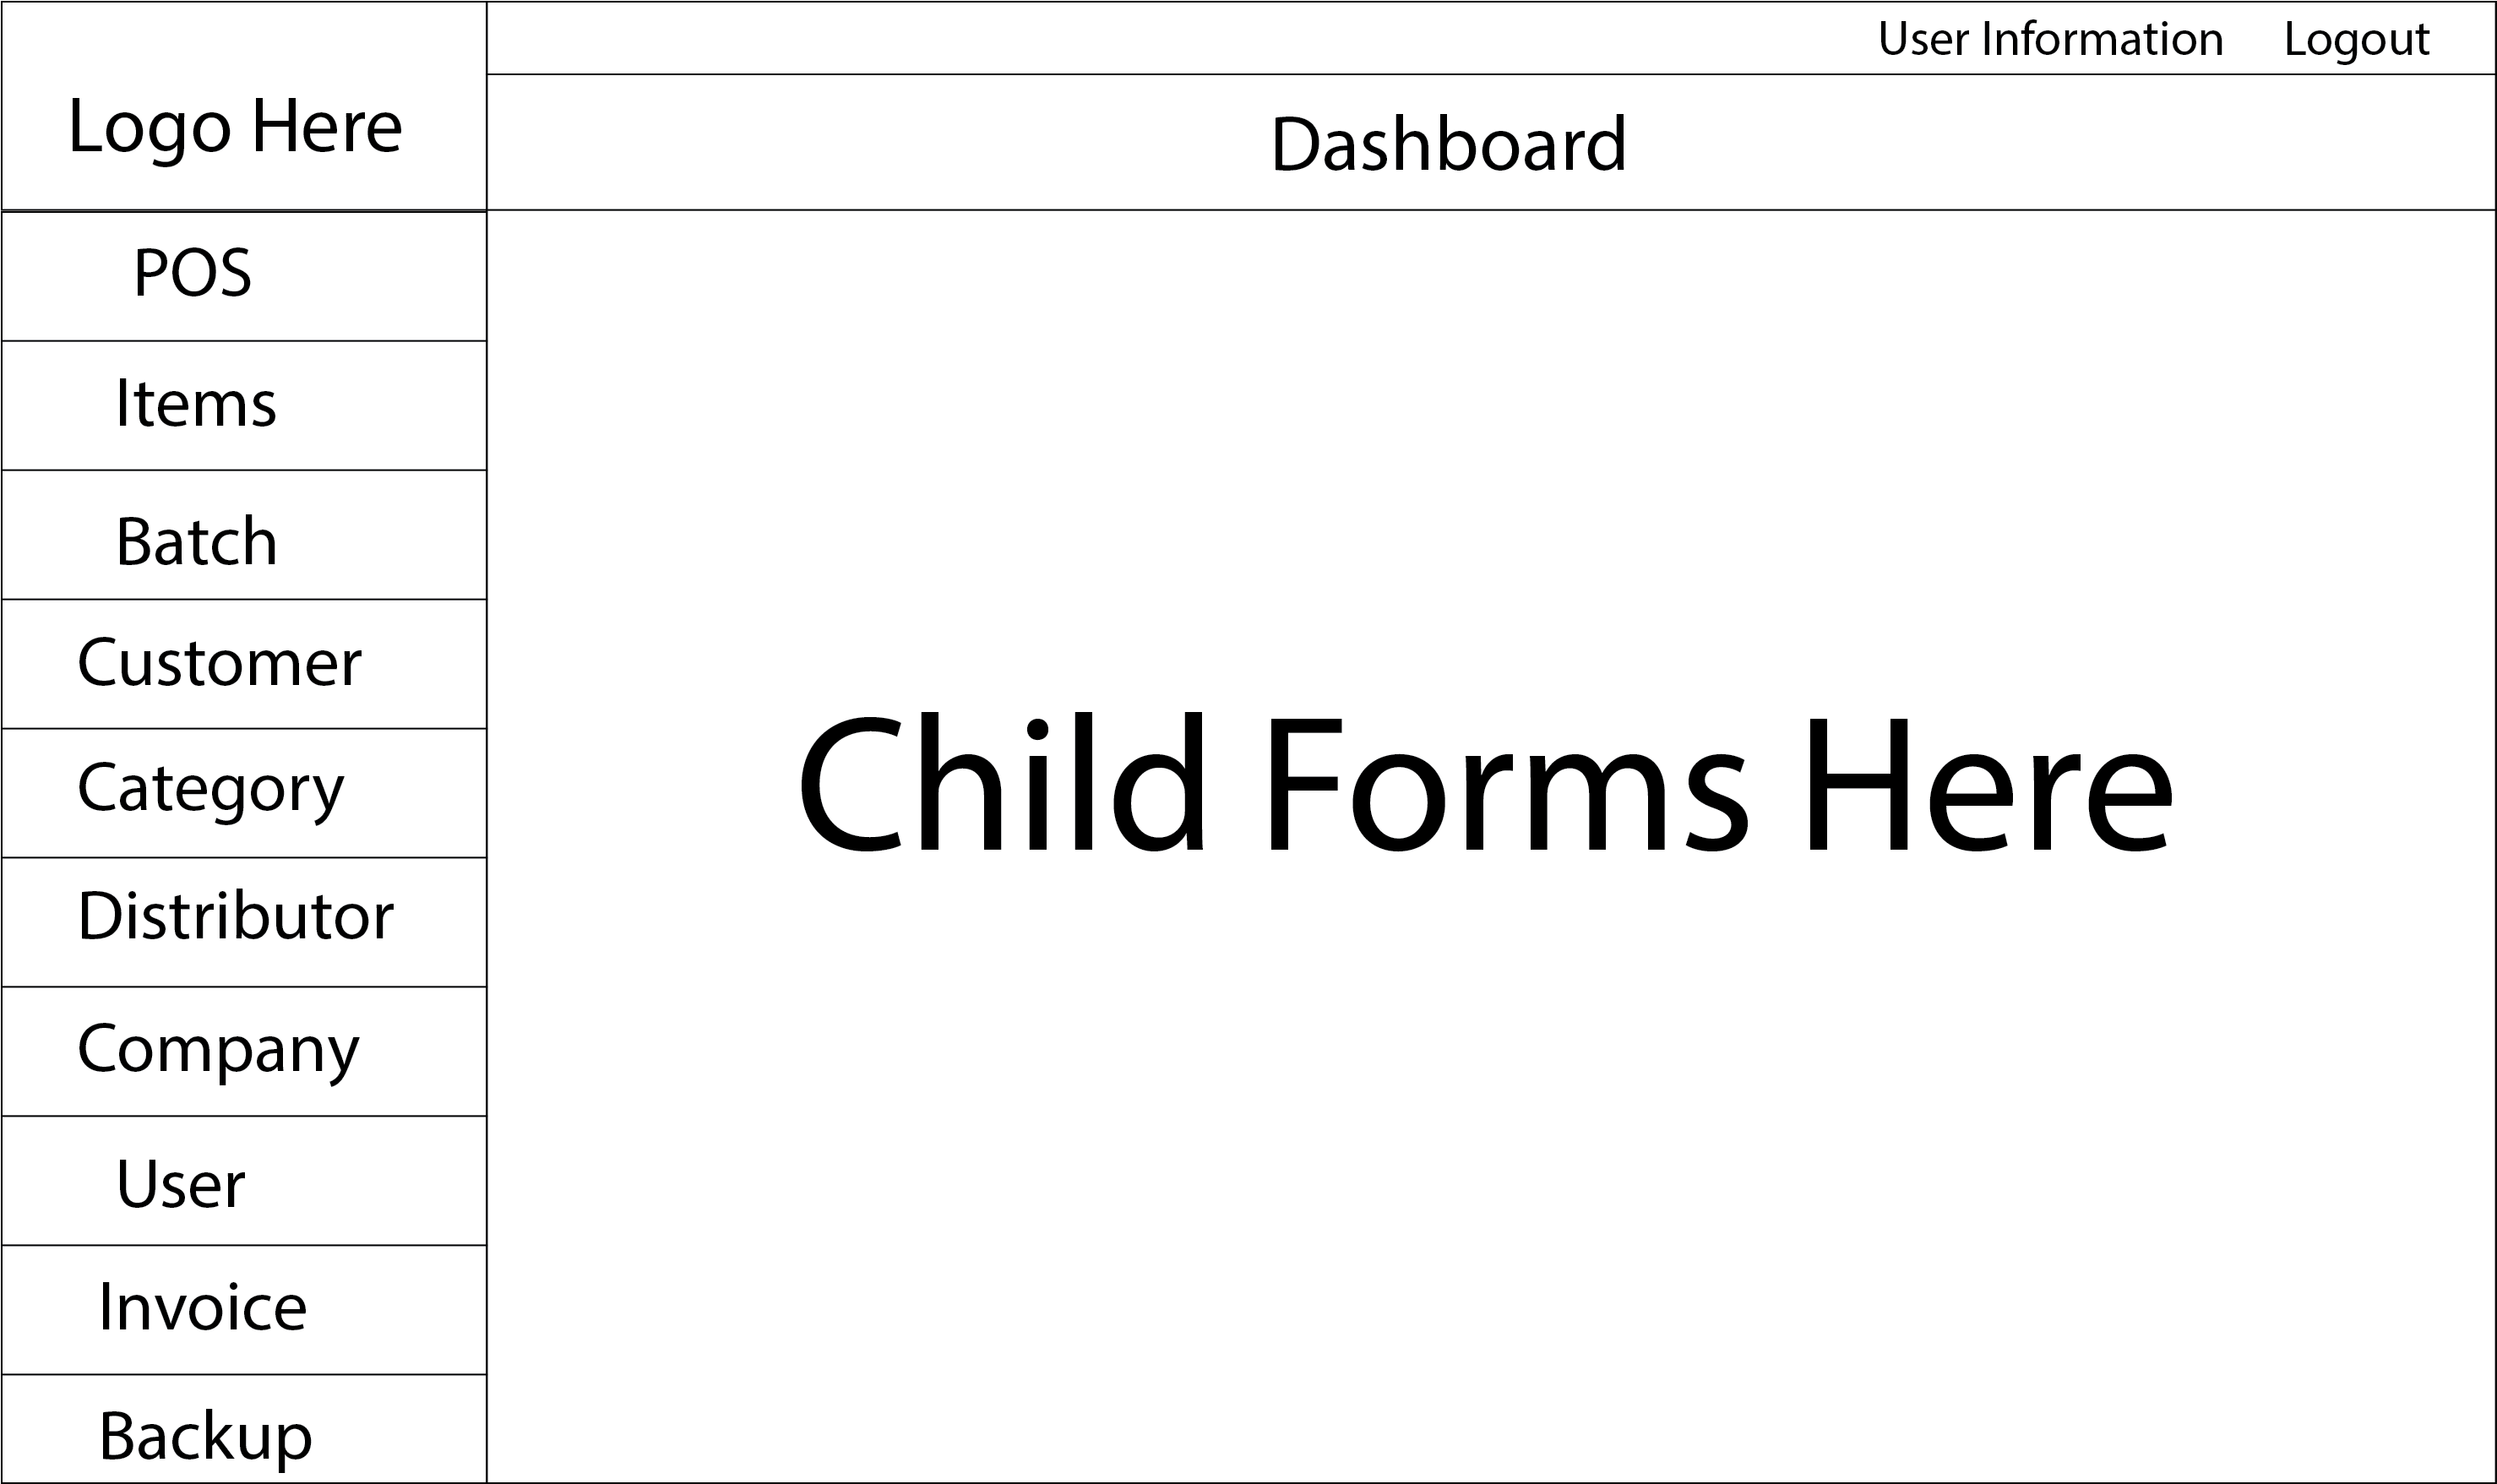 User Information Logout
Logo Here
Dashboard
POS
Items
Batch
Customer
Category
Distributor
Company
User
Invoice
Backup
Child Forms Here